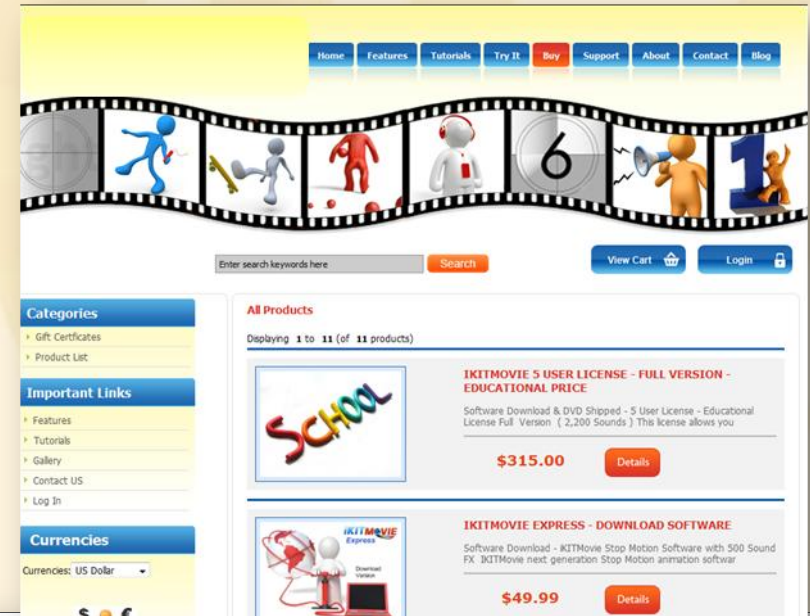 Home Features Tutorials Try It Buy Support About Contact Blog
6
1
Enter search keywords here Search
View Cart Login
Categories
Gift Certficates
Product List
Important Links
Features
Tutorials
Gallery
Contact US
Log In
Currencies
Currencies: US Dollar
$ €
All Products
Displaying 1 to 11 (of 11 products)
SCHOOL
IKITMOVIE 5 USER LICENSE - FULL VERSION -
EDUCATIONAL PRICE
Software Download & DVD Shipped - 5 User License - Educational
License Full Version ( 2,200 Sounds ) This license allows you
$315.00 Details
IKITMOVIE
Express
Download
Version
IKITMOVIE EXPRESS - DOWNLOAD SOFTWARE
Software Download - iKITMovie Stop Motion Software with 500 Sound
FX IKITMovie next generation Stop Motion animation softwar
$49.99 Details